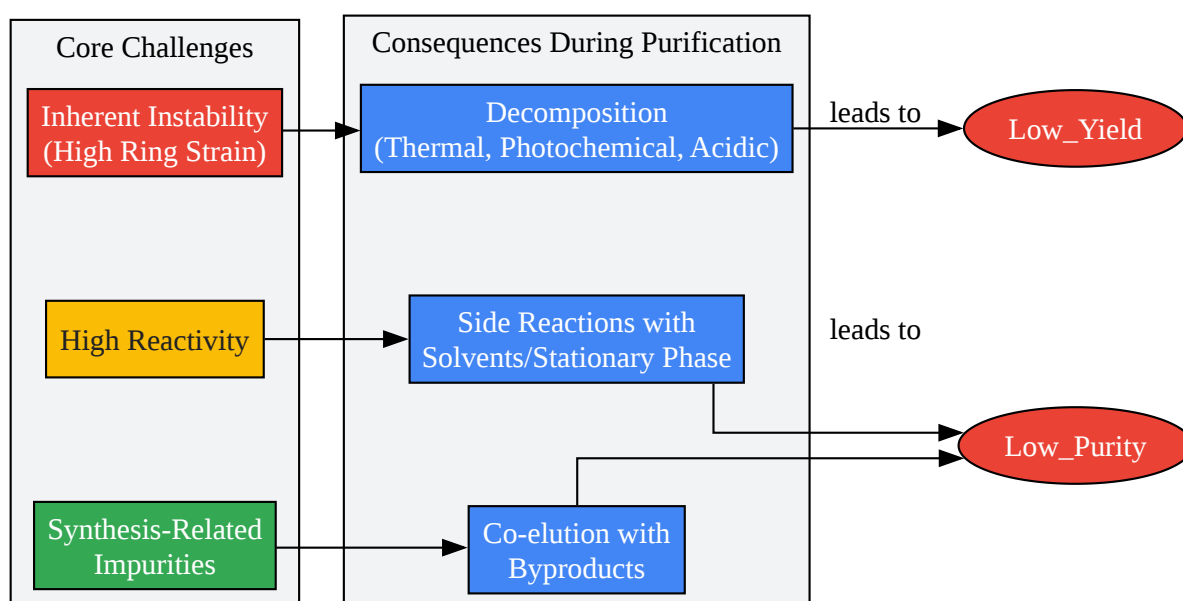 Core Challenges
Consequences During Purification
Inherent Instability
(High Ring Strain)
Decomposition
(Thermal, Photochemical, Acidic)
leads to
Low_Yield
High Reactivity
Side Reactions with
Solvents/Stationary Phase
leads to
Low_Purity
Synthesis-Related
Impurities
Co-elution with
Byproducts